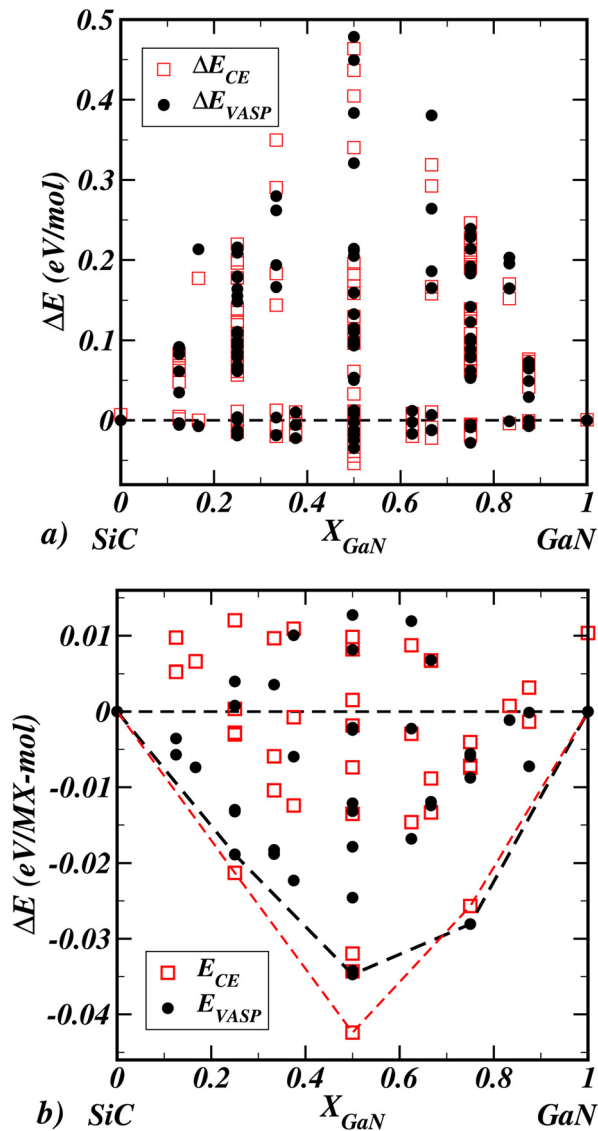 0.5
0.4
0.3
0.2
0.1
0
ΔE (eV/mol)
ΔE_CE
ΔE_VASP
0 0.2 0.4 0.6 0.8 1
a) SiC X_GaN GaN
0.01
0
-0.01
-0.02
-0.03
-0.04
ΔE (eV/MX-mol)
E_CE
E_VASP
0 0.2 0.4 0.6 0.8 1
b) SiC X_GaN GaN